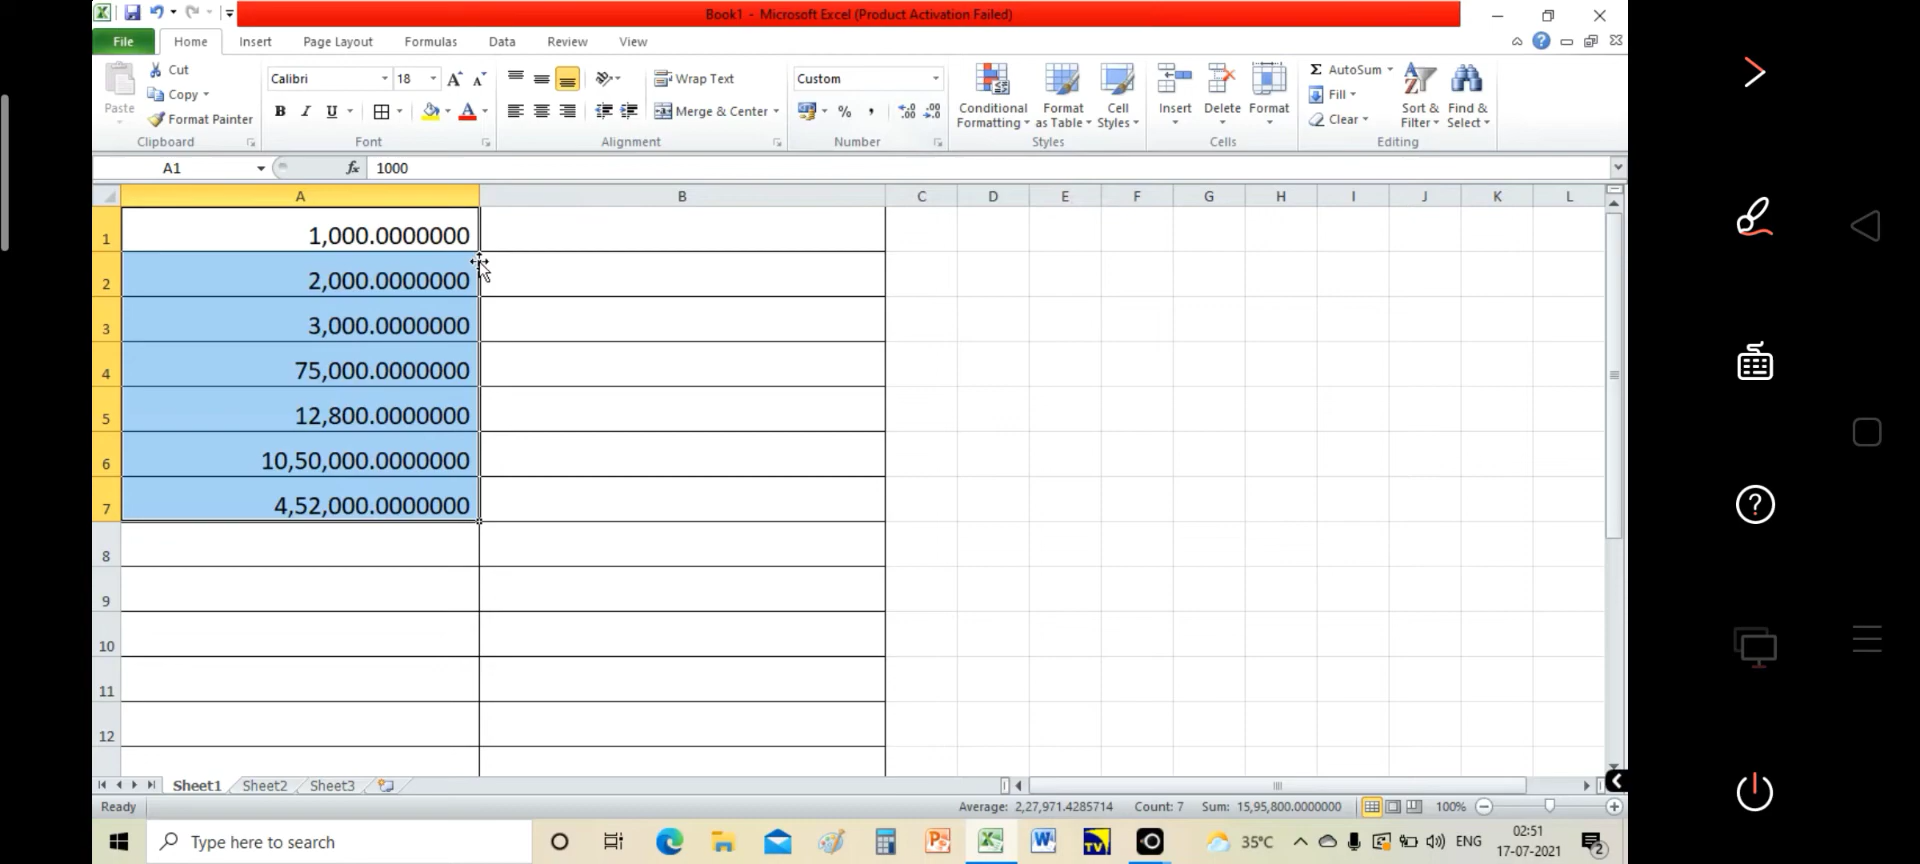 Book1 - Microsoft Excel (Product Activation Failed)
File Home Insert Page Layout Formulas Data Review View
Cut
Copy
Format Painter
Paste
Clipboard
Calibri 18
B I U A
Font
Wrap Text
Merge & Center
Alignment
Custom
% ,
Number
Conditional Formatting
Format as Table
Cell Styles
Styles
Insert Delete Format
Cells
Σ AutoSum
Fill
Clear
Sort & Filter
Find & Select
Editing
A1 fx 1000
A B C D E F G H I J K L
1 1,000.0000000
2 2,000.0000000
3 3,000.0000000
4 75,000.0000000
5 12,800.0000000
6 10,50,000.0000000
7 4,52,000.0000000
8
9
10
11
12
Sheet1 Sheet2 Sheet3
Ready Average: 2,27,971.4285714 Count: 7 Sum: 15,95,800.0000000 100%
Type here to search 35°C ENG 02:51
17-07-2021 2